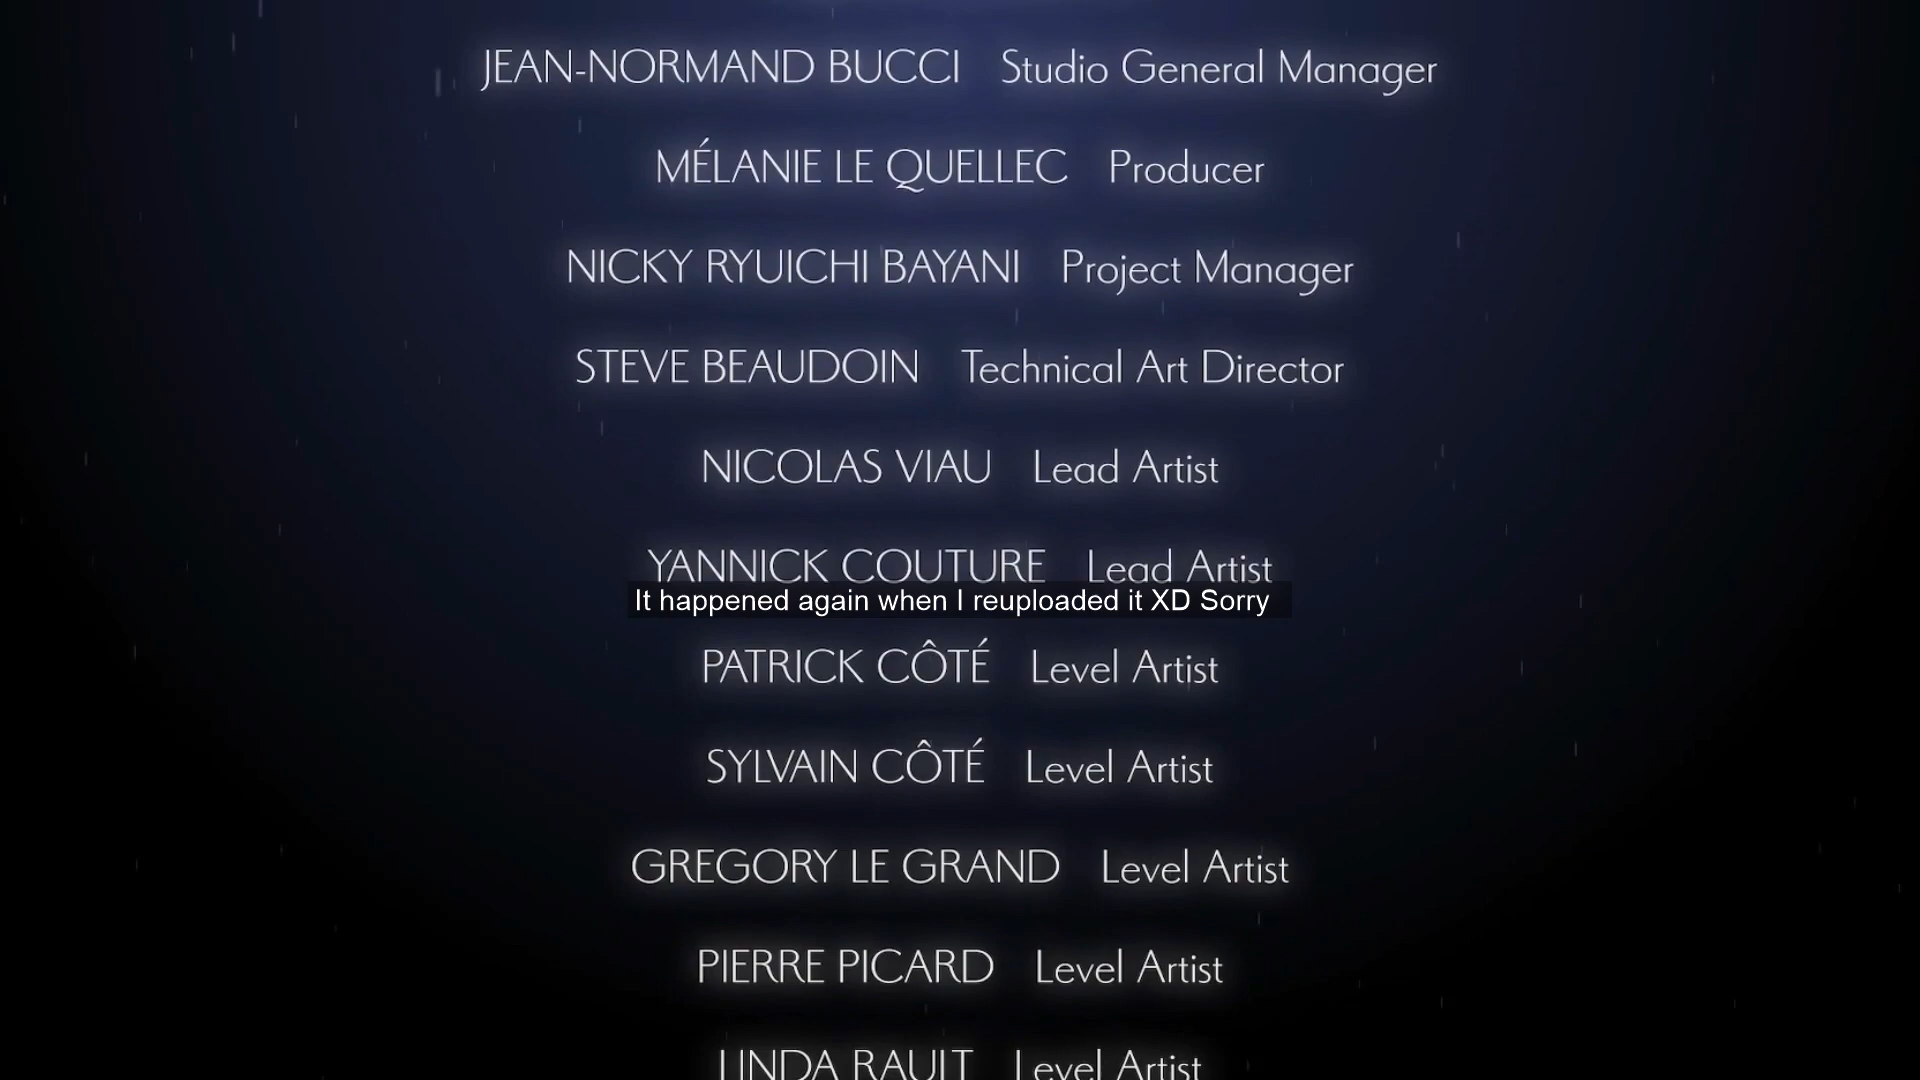 JEAN-NORMAND BUCCI Studio General Manager
MÉLANIE LE QUELLEC Producer
NICKY RYUICHI BAYANI Project Manager
STEVE BEAUDOIN Technical Art Director
NICOLAS VIAU Lead Artist
YANNICK COUTURE Lead Artist
It happened again when I reuploaded it XD Sorry
PATRICK CÔTÉ Level Artist
SYLVAIN CÔTÉ Level Artist
GREGORY LE GRAND Level Artist
PIERRE PICARD Level Artist
LINDA RAULT Level Artist